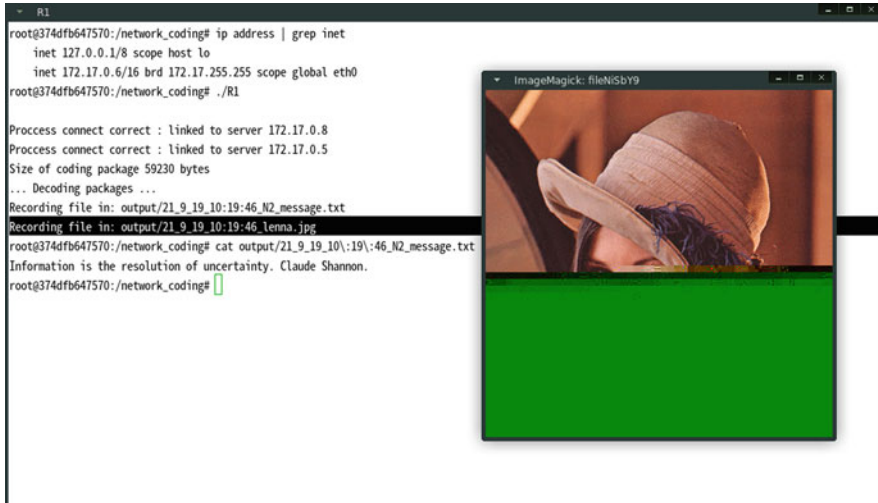 R1
root@374dfb647570:/network_coding# ip address | grep inet
inet 127.0.0.1/8 scope host lo
inet 172.17.0.6/16 brd 172.17.255.255 scope global eth0
root@374dfb647570:/network_coding# ./R1
Proccess connect correct : linked to server 172.17.0.8
Proccess connect correct : linked to server 172.17.0.5
Size of coding package 59230 bytes
... Decoding packages ...
Recording file in: output/21_9_19_10:19:46_N2_message.txt
Recording file in: output/21_9_19_10:19:46_lenna.jpg
root@374dfb647570:/network_coding# cat output/21_9_19_10\:19\:46_N2_message.txt
Information is the resolution of uncertainty. Claude Shannon.
root@374dfb647570:/network_coding#
ImageMagick: fileNiSbY9